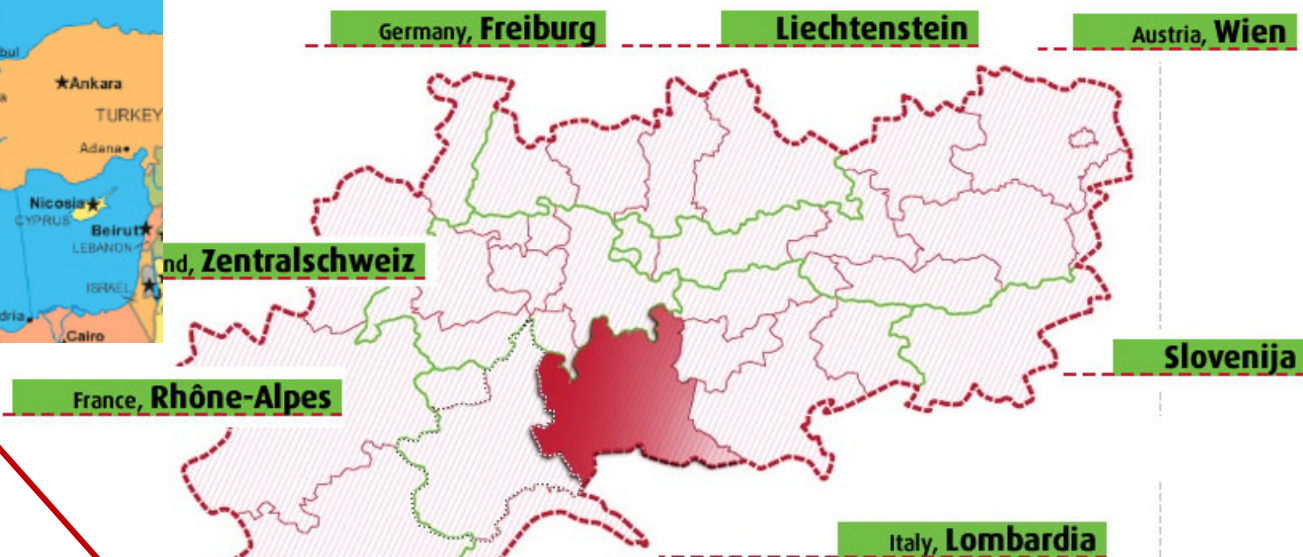 Germany, Freiburg
Liechtenstein
Austria, Wien
Ankara
TURKEY
Adana
Nicosia
CYPRUS
Beirut
LEBANON
ISRAEL
Cairo
nd, Zentralschweiz
Slovenija
France, Rhône-Alpes
Italy, Lombardia